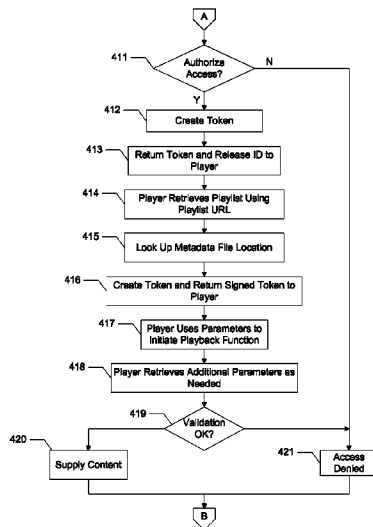 A
411
Authorize
Access?
N
Y
412
Create Token
413
Return Token and Release ID to
Player
414
Player Retrieves Playlist Using
Playlist URL
415
Look Up Metadata File Location
416
Create Token and Return Signed Token to
Player
417
Player Uses Parameters to
Initiate Playback Function
418
Player Retrieves Additional Parameters as
Needed
419
Validation
OK?
420
Supply Content
421
Access
Denied
B